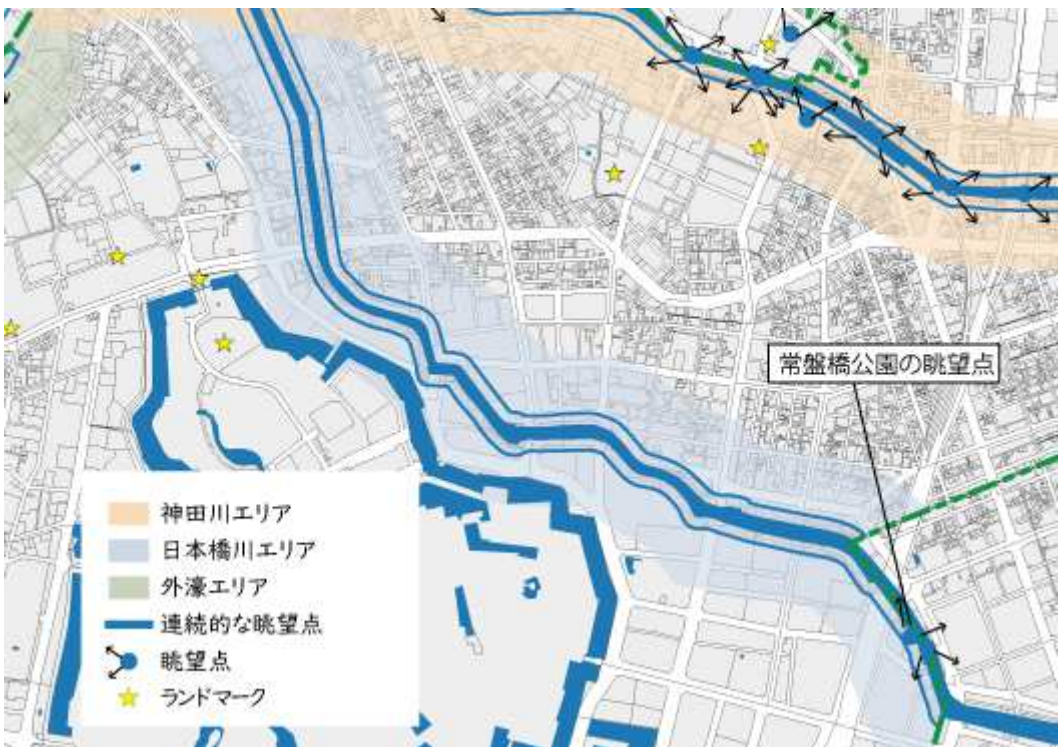 常盤橋公園の眺望点
神田川エリア
日本橋川エリア
外濠エリア
連続的な眺望点
眺望点
ランドマーク